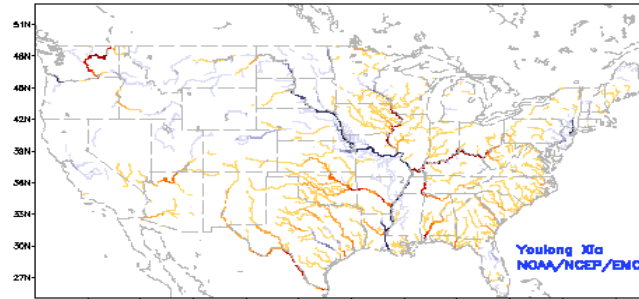 51N
48N
45N
42N
39N
36N
33N
30N
27N
Youlong Xia
NOAA/NCEP/EMC